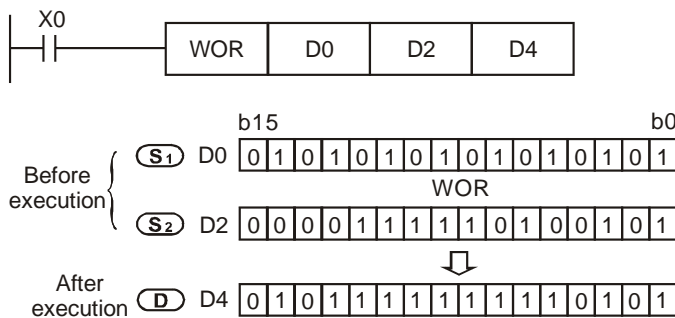 X0
WOR D0 D2 D4
b15 b0
Before execution
S1 D0 0 1 0 1 0 1 0 1 0 1 0 1 0 1 0 1
WOR
S2 D2 0 0 0 0 1 1 1 1 1 0 1 0 0 1 0 1
After execution
D D4 0 1 0 1 1 1 1 1 1 1 1 1 0 1 0 1